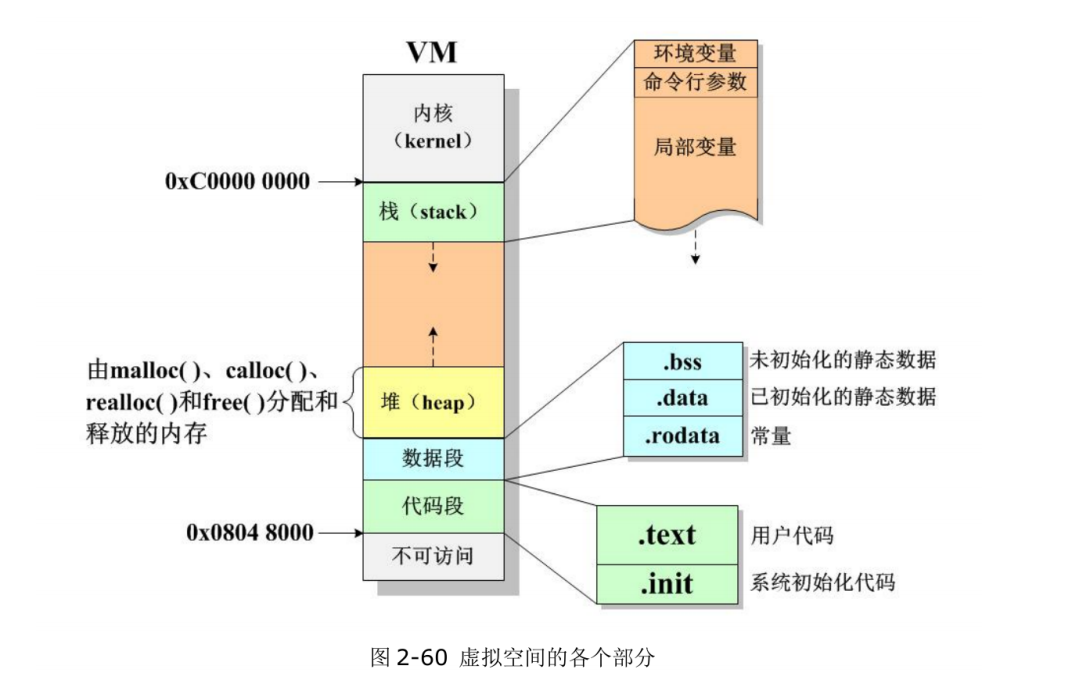 VM
内核
（kernel）
0xC0000 0000
栈（stack）
环境变量
命令行参数
局部变量
由malloc( )、calloc( )、
realloc( )和free( )分配和
释放的内存
堆（heap）
数据段
代码段
0x0804 8000
不可访问
.bss
未初始化的静态数据
.data
已初始化的静态数据
.rodata
常量
.text
用户代码
.init
系统初始化代码
图 2-60 虚拟空间的各个部分